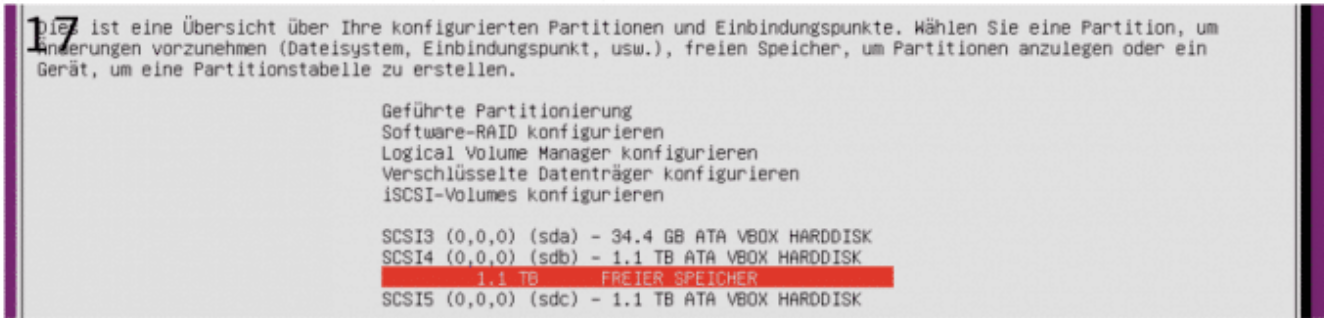 17
Dies ist eine Übersicht über Ihre konfigurierten Partitionen und Einbindungspunkte. Wählen Sie eine Partition, um
Änderungen vorzunehmen (Dateisystem, Einbindungspunkt, usw.), freien Speicher, um Partitionen anzulegen oder ein
Gerät, um eine Partitionstabelle zu erstellen.
Geführte Partitionierung
Software-RAID konfigurieren
Logical Volume Manager konfigurieren
Verschlüsselte Datenträger konfigurieren
iSCSI-Volumes konfigurieren
SCSI3 (0,0,0) (sda) - 34.4 GB ATA VBOX HARDDISK
SCSI4 (0,0,0) (sdb) - 1.1 TB ATA VBOX HARDDISK
1.1 TB FREIER SPEICHER
SCSI5 (0,0,0) (sdc) - 1.1 TB ATA VBOX HARDDISK